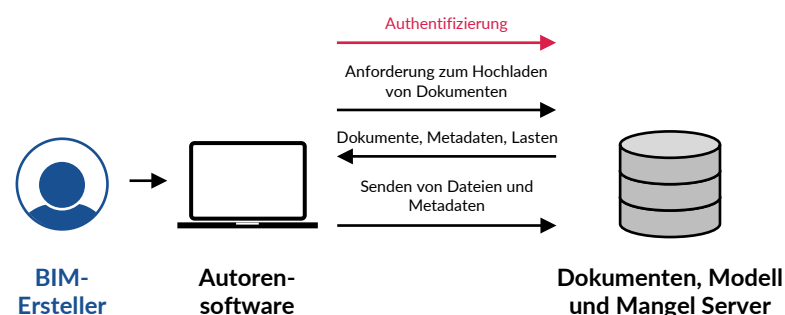 Authentifizierung
Anforderung zum Hochladen
von Dokumenten
Dokumente, Metadaten, Lasten
Senden von Dateien und
Metadaten
BIM-
Ersteller
Autoren-
software
Dokumenten, Modell
und Mangel Server